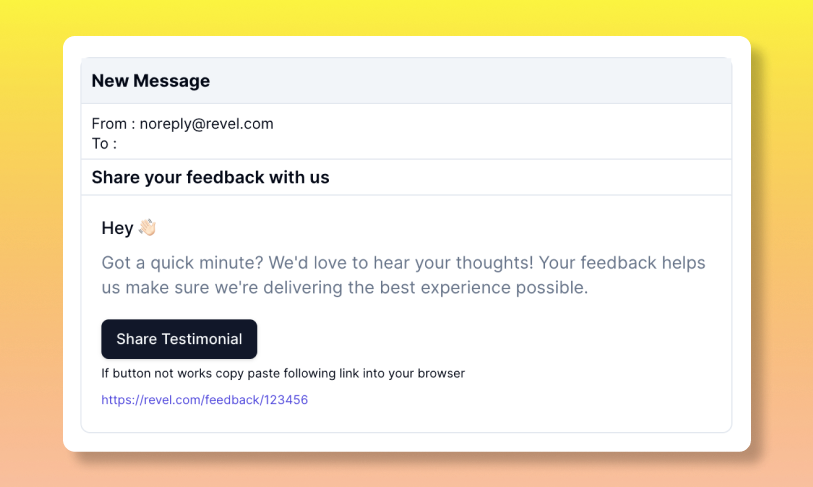 New Message
From : noreply@revel.com
To :
Share your feedback with us
Hey 👋🏻
Got a quick minute? We'd love to hear your thoughts! Your feedback helps
us make sure we're delivering the best experience possible.
Share Testimonial
If button not works copy paste following link into your browser
https://revel.com/feedback/123456